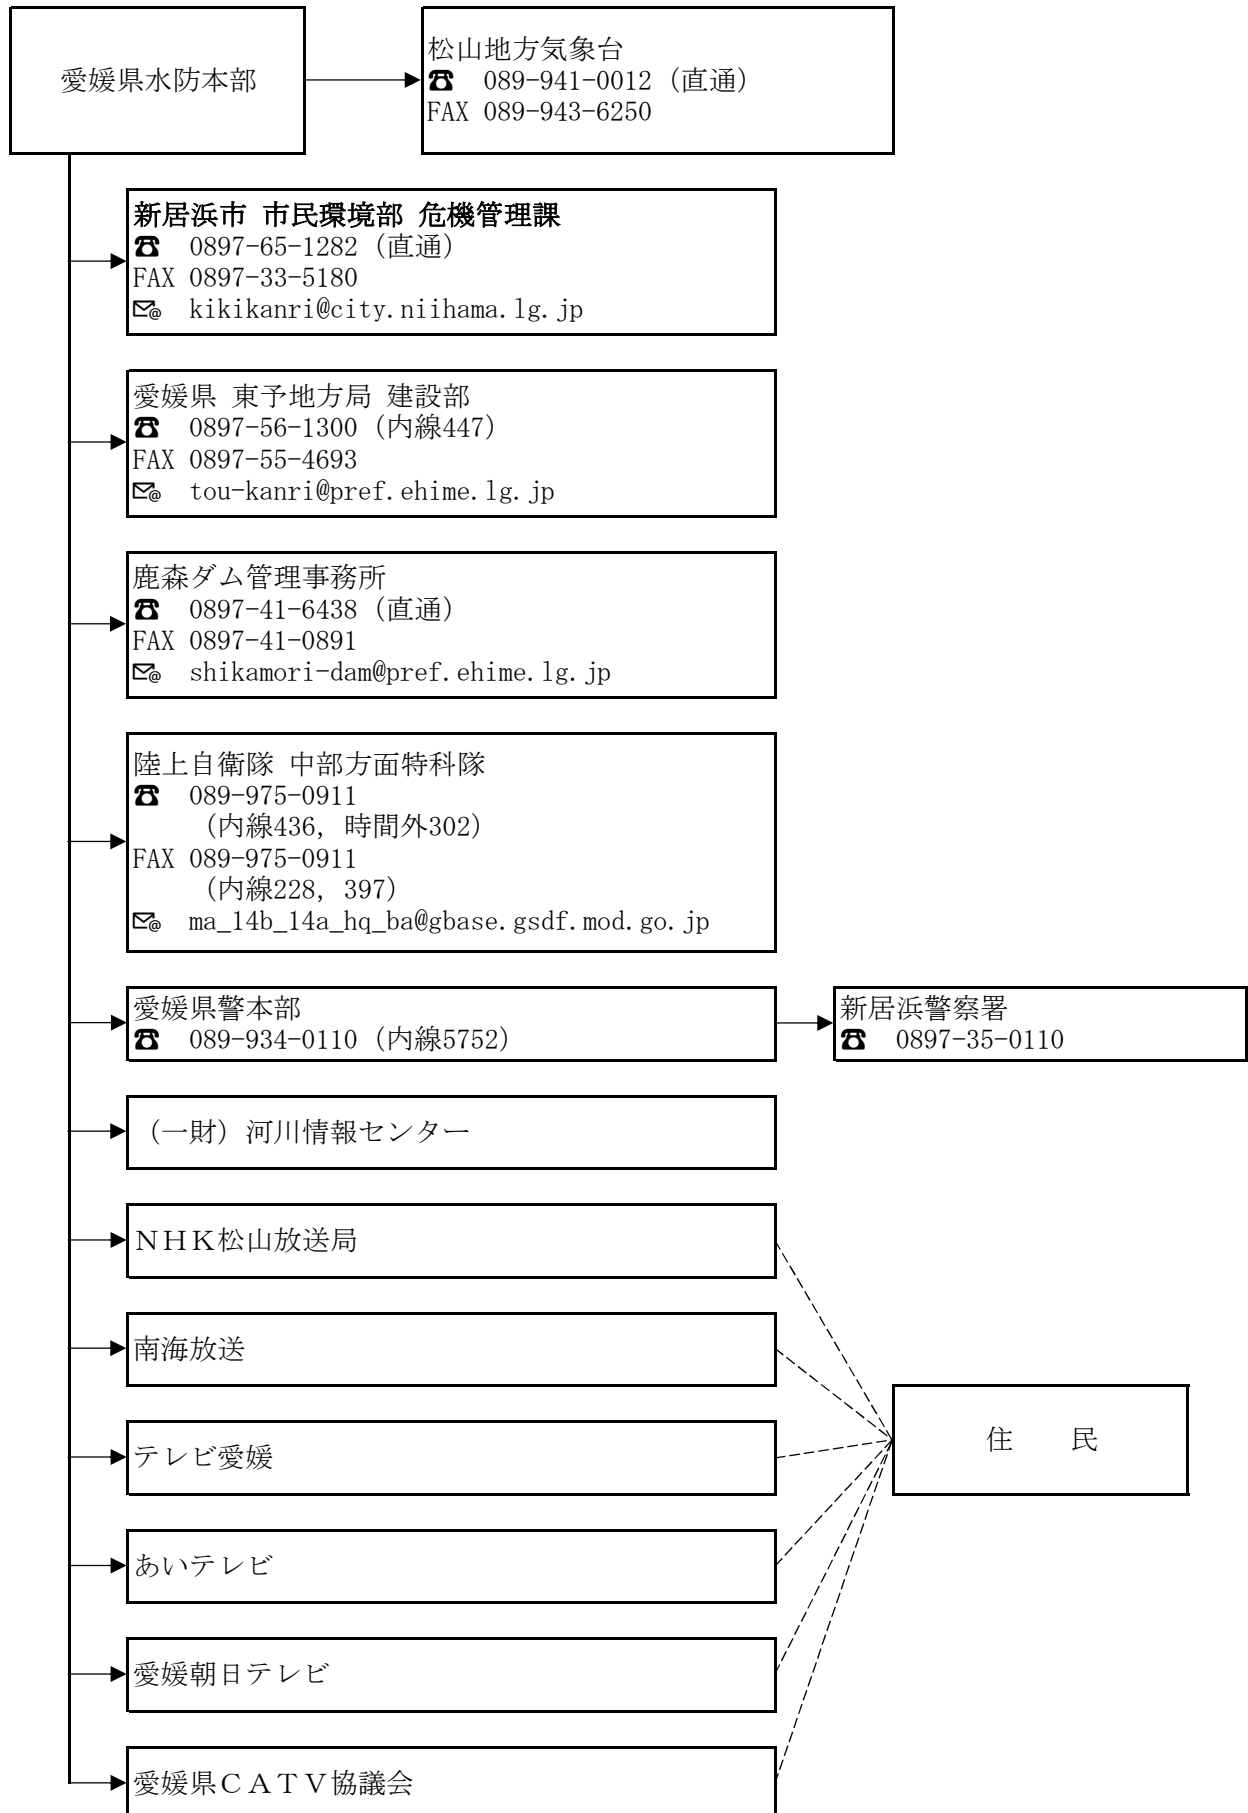 愛媛県水防本部
松山地方気象台
☎ 089-941-0012（直通）
FAX 089-943-6250
新居浜市 市民環境部 危機管理課
☎ 0897-65-1282（直通）
FAX 0897-33-5180
kikikanri@city.niihama.lg.jp
愛媛県 東予地方局 建設部
☎ 0897-56-1300（内線447）
FAX 0897-55-4693
tou-kanri@pref.ehime.lg.jp
鹿森ダム管理事務所
☎ 0897-41-6438（直通）
FAX 0897-41-0891
shikamori-dam@pref.ehime.lg.jp
陸上自衛隊 中部方面特科隊
☎ 089-975-0911
（内線436，時間外302）
FAX 089-975-0911
（内線228，397）
ma_14b_14a_hq_ba@gbase.gsdf.mod.go.jp
愛媛県警本部
☎ 089-934-0110（内線5752）
新居浜警察署
☎ 0897-35-0110
（一財）河川情報センター
ＮＨＫ松山放送局
南海放送
テレビ愛媛
住　　民
あいテレビ
愛媛朝日テレビ
愛媛県ＣＡＴＶ協議会